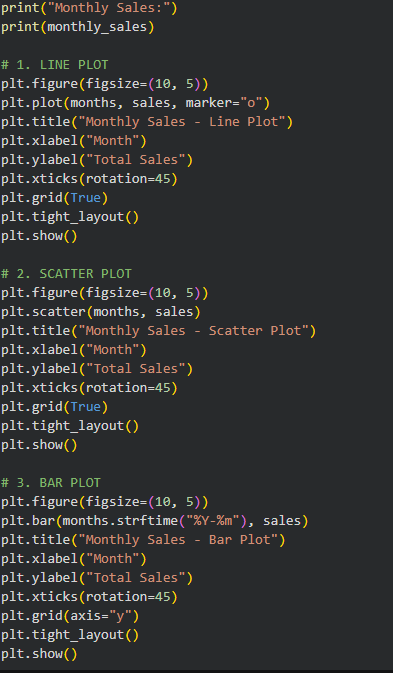 print("Monthly Sales:")
print(monthly_sales)
# 1. LINE PLOT
plt.figure(figsize=(10, 5))
plt.plot(months, sales, marker="o")
plt.title("Monthly Sales - Line Plot")
plt.xlabel("Month")
plt.ylabel("Total Sales")
plt.xticks(rotation=45)
plt.grid(True)
plt.tight_layout()
plt.show()
# 2. SCATTER PLOT
plt.figure(figsize=(10, 5))
plt.scatter(months, sales)
plt.title("Monthly Sales - Scatter Plot")
plt.xlabel("Month")
plt.ylabel("Total Sales")
plt.xticks(rotation=45)
plt.grid(True)
plt.tight_layout()
plt.show()
# 3. BAR PLOT
plt.figure(figsize=(10, 5))
plt.bar(months.strftime("%Y-%m"), sales)
plt.title("Monthly Sales - Bar Plot")
plt.xlabel("Month")
plt.ylabel("Total Sales")
plt.xticks(rotation=45)
plt.grid(axis="y")
plt.tight_layout()
plt.show()